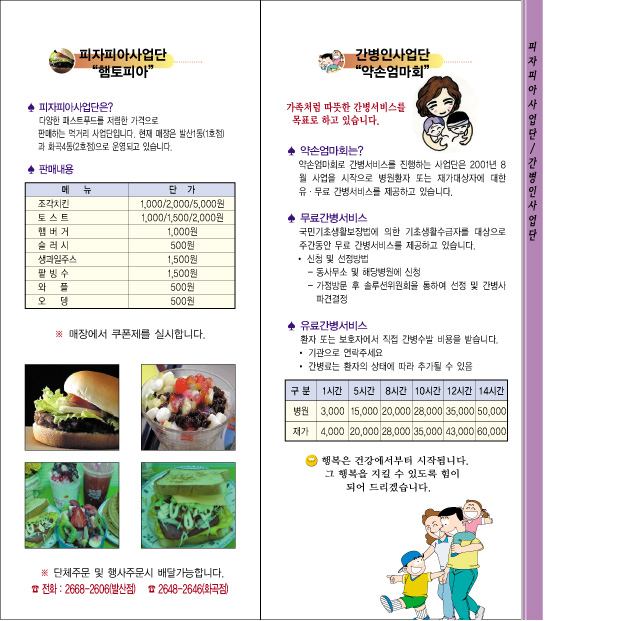 피자피아사업단
“햄토피아”
♠ 피자피아사업단은?
다양한 패스트푸드를 저렴한 가격으로
판매하는 먹거리 사업단입니다. 현재 매장은 발산1동(1호점)
과 화곡4동(2호점)으로 운영되고 있습니다.
♠ 판매내용
메 뉴 단 가
조각치킨 1,000/2,000/5,000원
토 스 트 1,000/1,500/2,000원
햄 버 거 1,000원
슬 러 시 500원
생과일주스 1,500원
팥 빙 수 1,500원
와 플 500원
오 뎅 500원
※ 매장에서 쿠폰제를 실시합니다.
※ 단체주문 및 행사주문시 배달가능합니다.
☎ 전화 : 2668-2606(발산점) ☎ 2648-2646(화곡점)
간병인사업단
“약손엄마회”
가족처럼 따뜻한 간병서비스를
목표로 하고 있습니다.
♠ 약손엄마회는?
약손엄마회로 간병서비스를 진행하는 사업단은 2001년 8
월 사업을 시작으로 병원환자 또는 재가대상자에 대한
유 · 무료 간병서비스를 제공하고 있습니다.
♠ 무료간병서비스
국민기초생활보장법에 의한 기초생활수급자를 대상으로
주간동안 무료 간병서비스를 제공하고 있습니다.
• 신청 및 선정방법
– 동사무소 및 해당병원에 신청
– 가정방문 후 솔루션위원회을 통하여 선정 및 간병사
파견결정
♠ 유료간병서비스
환자 또는 보호자에서 직접 간병수발 비용을 받습니다.
• 기관으로 연락주세요
• 간병료는 환자의 상태에 따라 추가될 수 있음
구 분 1시간 5시간 8시간 10시간 12시간 14시간
병원 3,000 15,000 20,000 28,000 35,000 50,000
재가 4,000 20,000 28,000 35,000 43,000 60,000
행복은 건강에서부터 시작됩니다.
그 행복을 지킬 수 있도록 힘이
되어 드리겠습니다.
피자피아사업단/간병인사업단